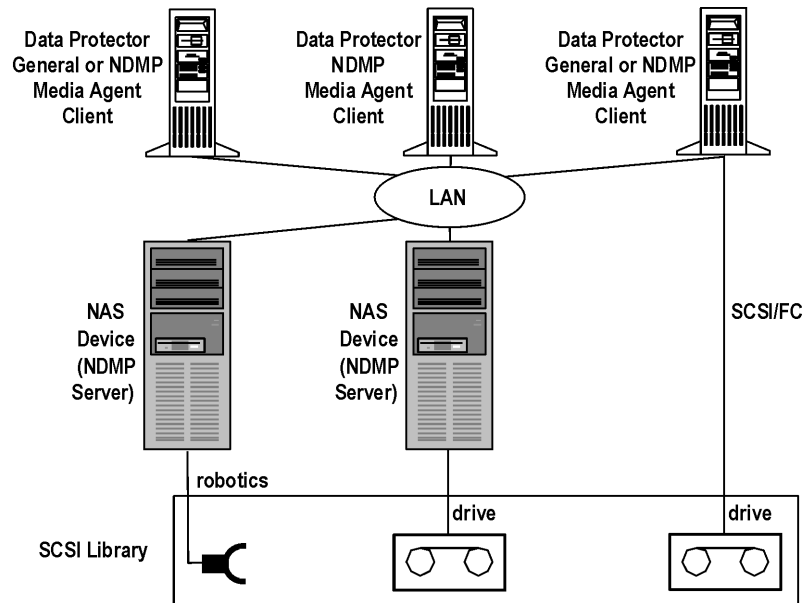 Data Protector
General or NDMP
Media Agent
Client
Data Protector
NDMP
Media Agent
Client
Data Protector
General or NDMP
Media Agent
Client
LAN
NAS
Device
(NDMP
Server)
NAS
Device
(NDMP
Server)
SCSI/FC
robotics
drive
drive
SCSI Library